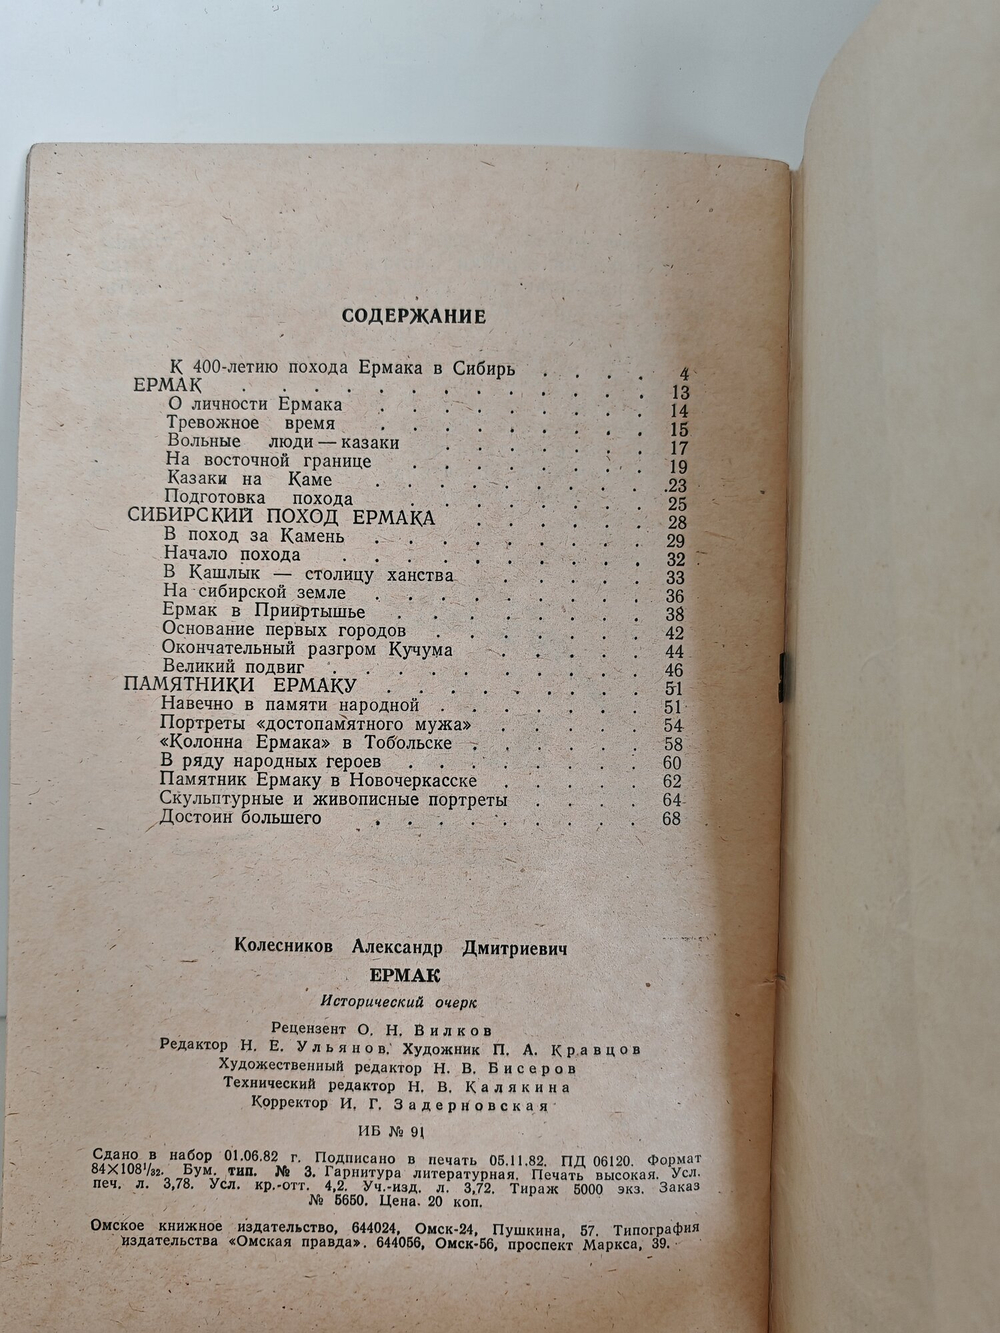 СОДЕРЖАНИЕ
К 400-летию похода Ермака в Сибирь . . . . 4
ЕРМАК . . . . . . . . . . . . . 13
О личности Ермака . . . . . . . . . 14
Тревожное время . . . . . . . . . 15
Вольные люди — казаки . . . . . . . 17
На восточной границе . . . . . . . . 19
Казаки на Каме . . . . . . . . . 23
Подготовка похода . . . . . . . . 25
СИБИРСКИЙ ПОХОД ЕРМАКА . . . . . . 28
В поход за Камень . . . . . . . . . 29
Начало похода . . . . . . . . . . 32
В Кашлык — столицу ханства . . . . . 33
На сибирской земле . . . . . . . . . 36
Ермак в Прииртышье . . . . . . . . 38
Основание первых городов . . . . . . . 42
Окончательный разгром Кучума . . . . . 44
Великий подвиг . . . . . . . . . . 46
ПАМЯТНИКИ ЕРМАКУ . . . . . . . . . 51
Навечно в памяти народной . . . . . . . 51
Портреты «достопамятного мужа» . . . . . 54
«Колонна Ермака» в Тобольске . . . . . . 58
В ряду народных героев . . . . . . . . 60
Памятник Ермаку в Новочеркасске . . . . . 62
Скульптурные и живописные портреты . . . . 64
Достоин большего . . . . . . . . . 68
Колесников Александр Дмитриевич
ЕРМАК
Исторический очерк
Рецензент О. Н. Вилков
Редактор Н. Е. Ульянов. Художник П. А. Кравцов
Художественный редактор Н. В. Бисеров
Технический редактор Н. В. Калякина
Корректор И. Г. Задерновская
ИБ № 91
Сдано в набор 01.06.82 г. Подписано в печать 05.11.82. ПД 06120. Формат
84×108¹/₃₂. Бум. тип. № 3. Гарнитура литературная. Печать высокая. Усл.
печ. л. 3,78. Усл. кр.-отт. 4,2. Уч.-изд. л. 3,72. Тираж 5000 экз. Заказ
№ 5650. Цена. 20 коп.
Омское книжное издательство, 644024, Омск-24, Пушкина, 57. Типография
издательства «Омская правда». 644056, Омск-56, проспект Маркса, 39.